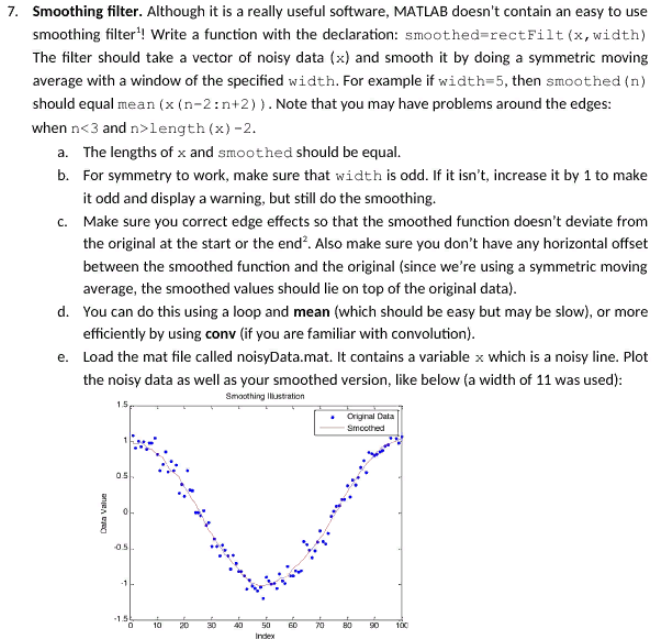 7. Smoothing filter. Although it is a really useful software, MATLAB doesn't contain an easy to use
smoothing filter¹! Write a function with the declaration: smoothed=rectFilt(x,width)
The filter should take a vector of noisy data (x) and smooth it by doing a symmetric moving
average with a window of the specified width. For example if width=5, then smoothed(n)
should equal mean(x(n-2:n+2)). Note that you may have problems around the edges:
when n<3 and n>length(x)-2.
a. The lengths of x and smoothed should be equal.
b. For symmetry to work, make sure that width is odd. If it isn't, increase it by 1 to make
it odd and display a warning, but still do the smoothing.
c. Make sure you correct edge effects so that the smoothed function doesn't deviate from
the original at the start or the end². Also make sure you don't have any horizontal offset
between the smoothed function and the original (since we're using a symmetric moving
average, the smoothed values should lie on top of the original data).
d. You can do this using a loop and mean (which should be easy but may be slow), or more
efficiently by using conv (if you are familiar with convolution).
e. Load the mat file called noisyData.mat. It contains a variable x which is a noisy line. Plot
the noisy data as well as your smoothed version, like below (a width of 11 was used):
Smoothing Illustration
1.5
Original Data
Smoothed
1
0.5
Data Value
0
-0.5
-1
-1.5
0 10 20 30 40 50 60 70 80 90 100
Index